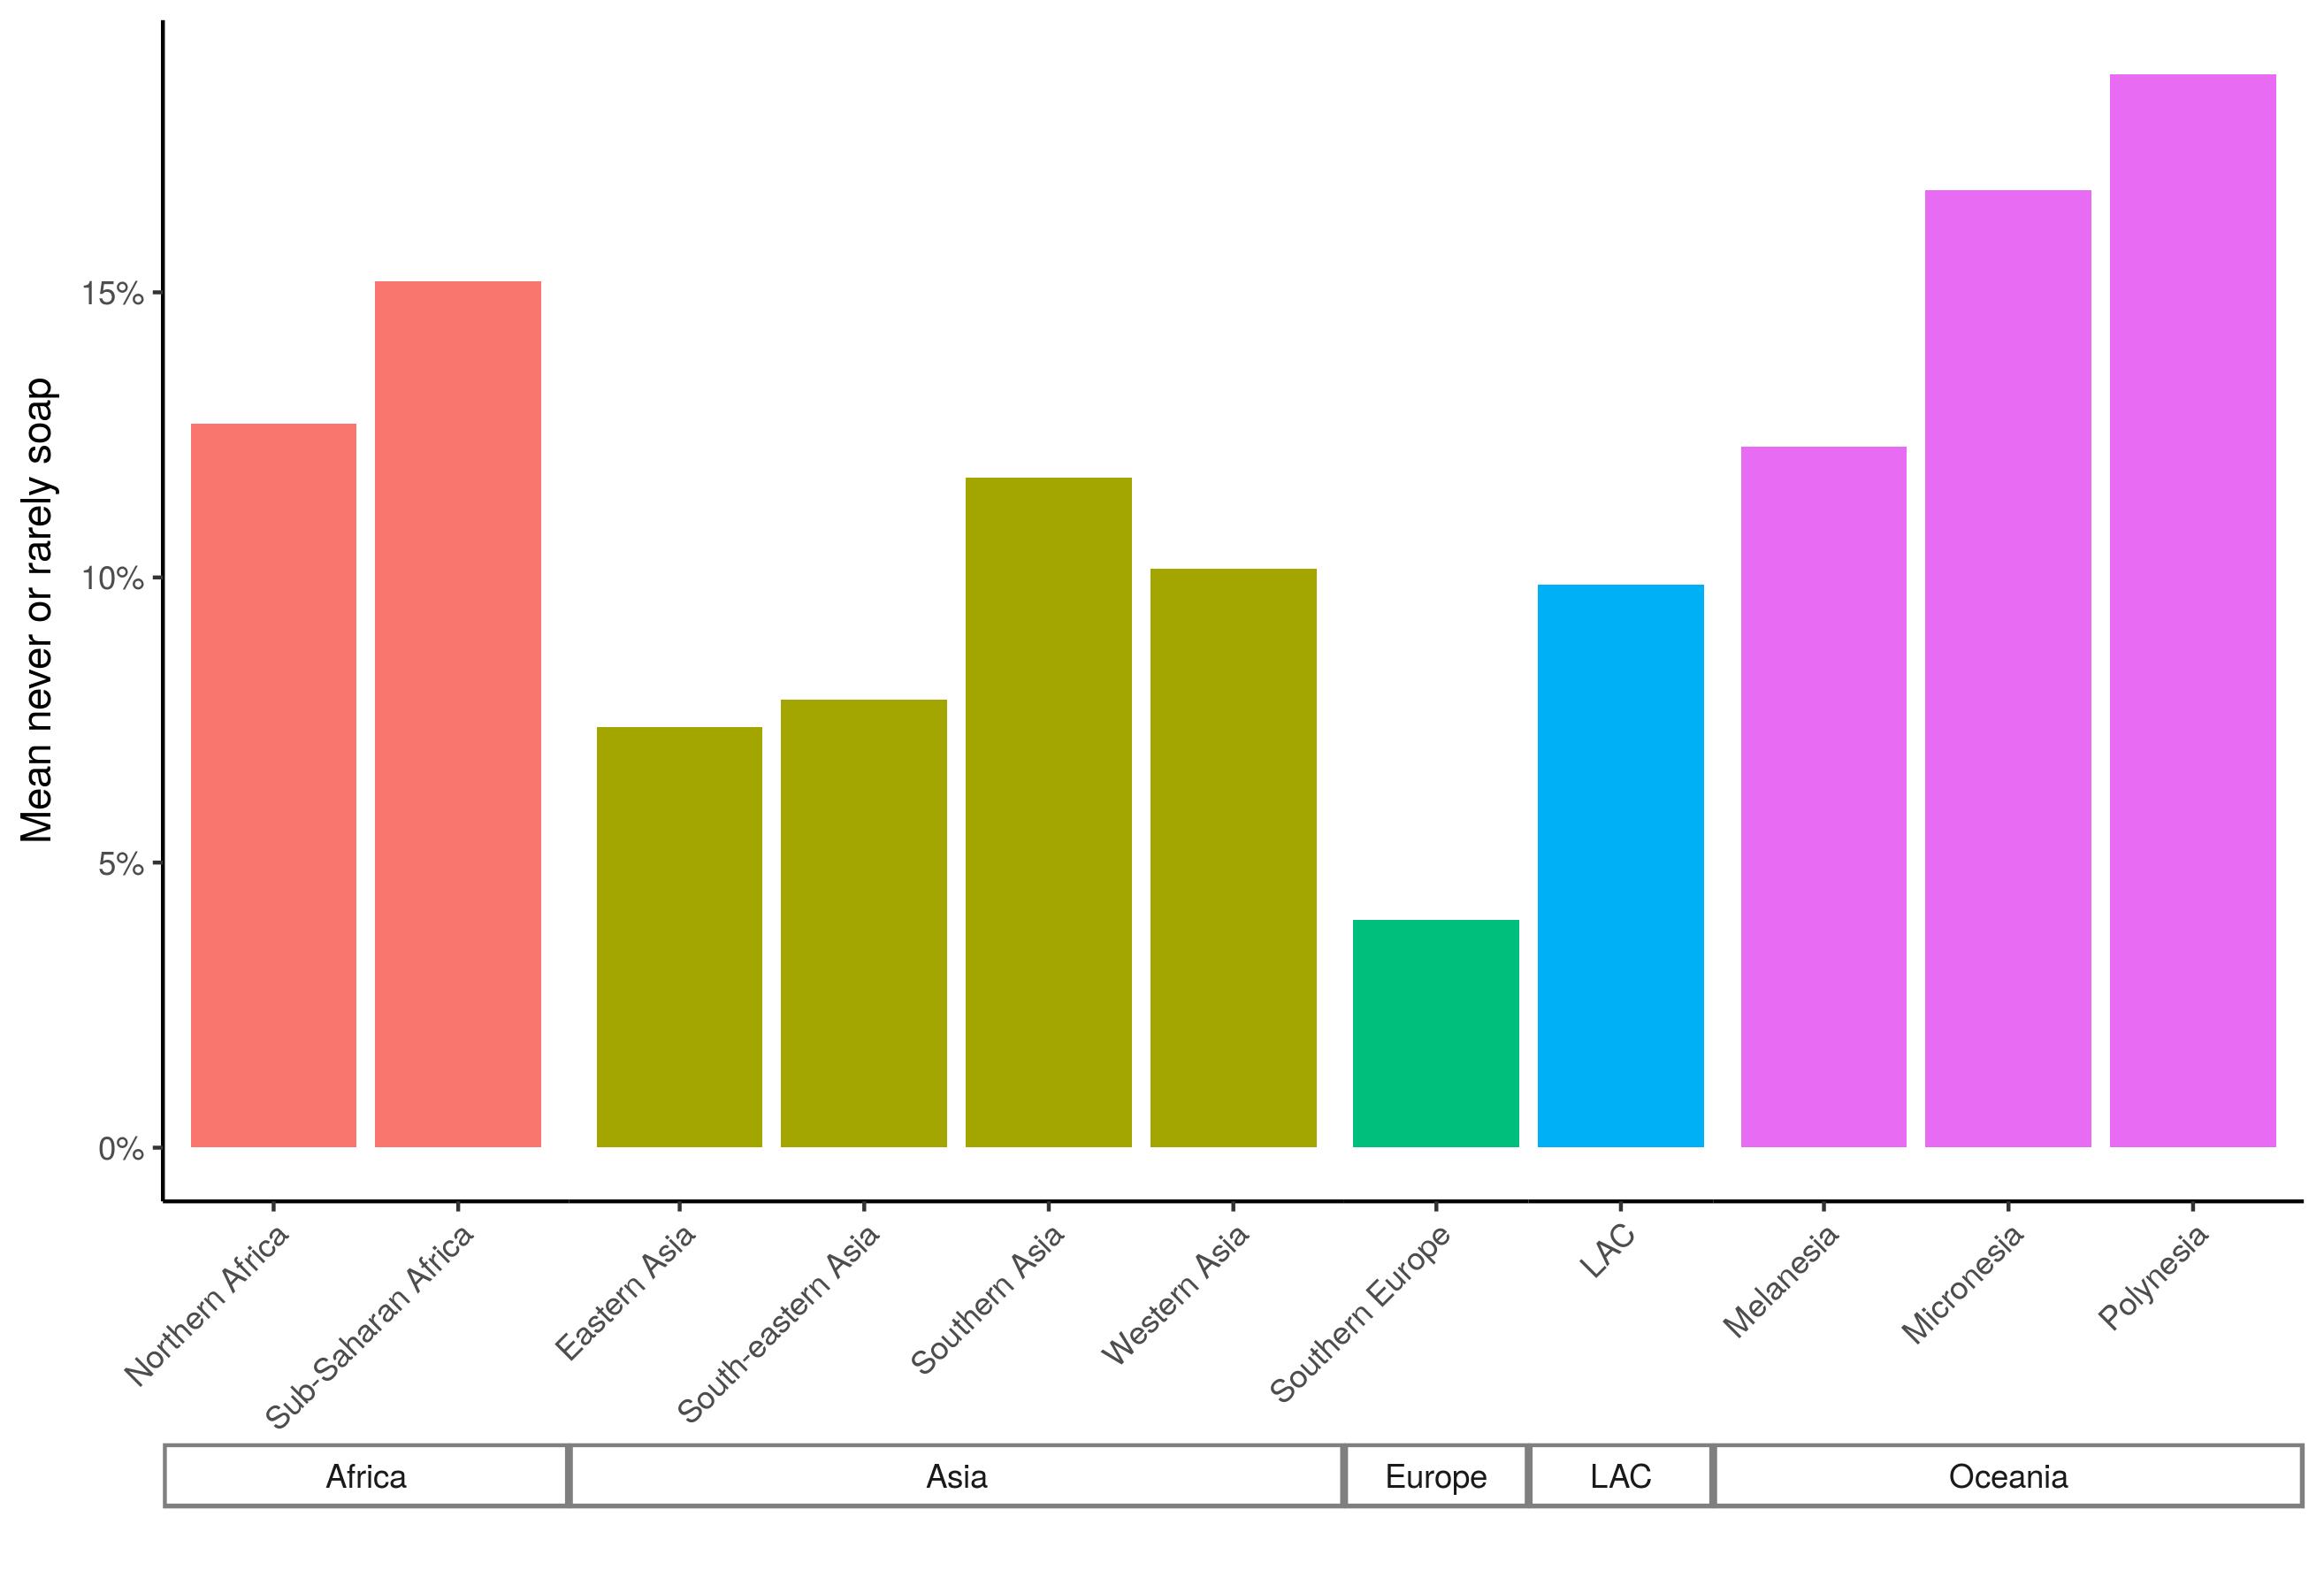 Mean never or rarely soap
15%
10%
5%
0%
Northern Africa
Sub-Saharan Africa
Eastern Asia
South-eastern Asia
Southern Asia
Western Asia
Southern Europe
LAC
Melanesia
Micronesia
Polynesia
Africa
Asia
Europe
LAC
Oceania